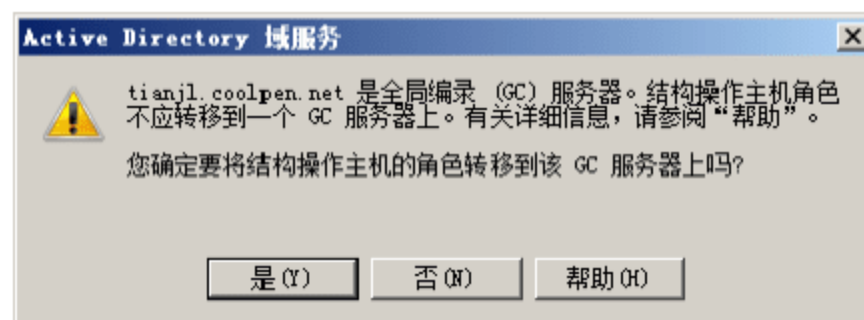 Active Directory 域服务
tianjl.coolpen.net 是全局编录 (GC) 服务器。结构操作主机角色
不应转移到一个 GC 服务器上。有关详细信息，请参阅“帮助”。
您确定要将结构操作主机的角色转移到该 GC 服务器上吗?
是(Y) 否(N) 帮助(H)